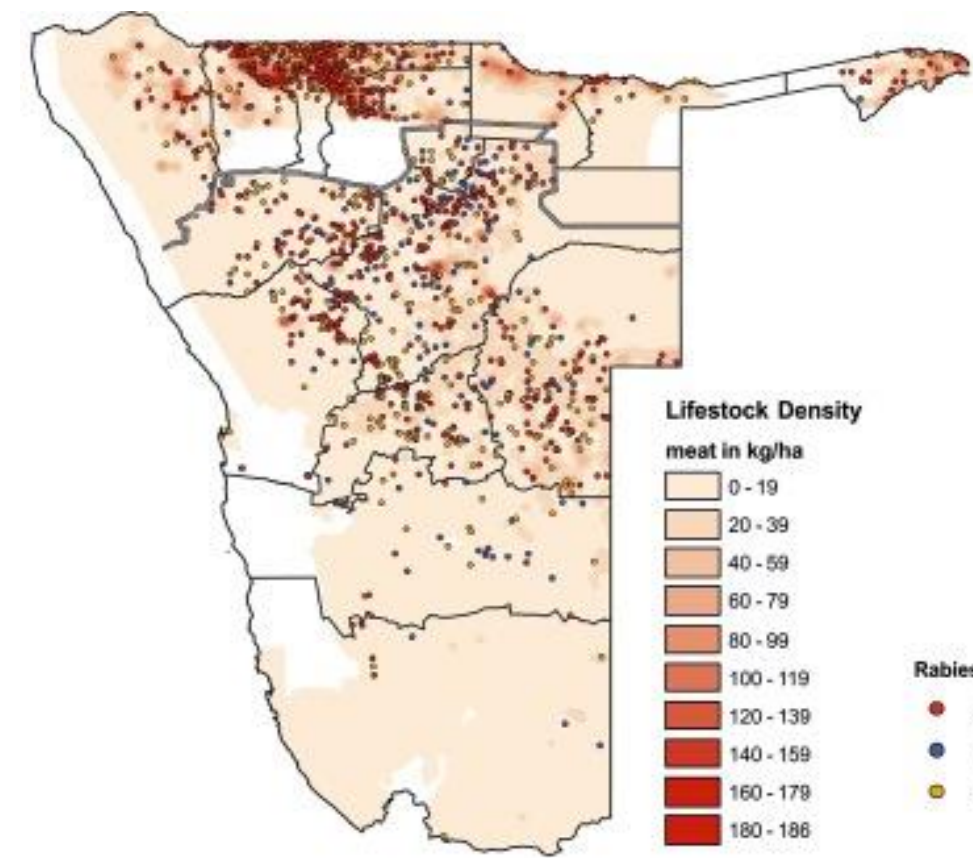 Lifestock Density
meat in kg/ha
0 - 19
20 - 39
40 - 59
60 - 79
80 - 99
100 - 119
120 - 139
140 - 159
160 - 179
180 - 186
Rabies